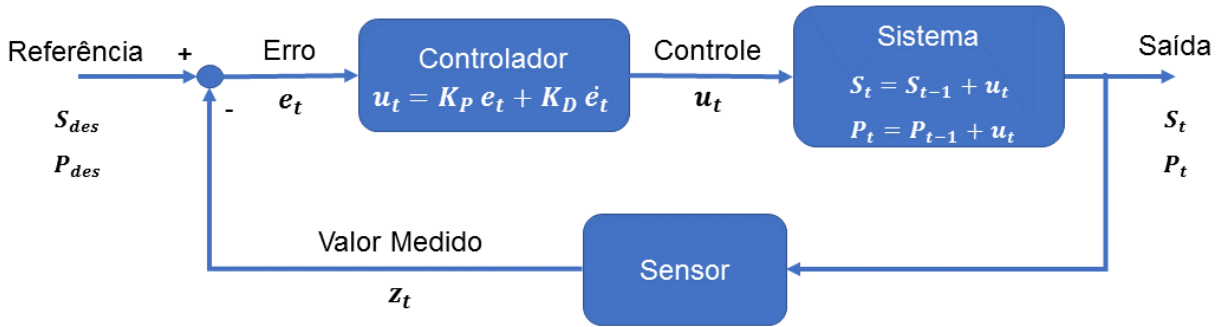 Referência
+
-
S_des
P_des
Erro
e_t
Controlador
u_t = K_P e_t + K_D ė_t
Controle
u_t
Sistema
S_t = S_{t-1} + u_t
P_t = P_{t-1} + u_t
Saída
S_t
P_t
Valor Medido
z_t
Sensor